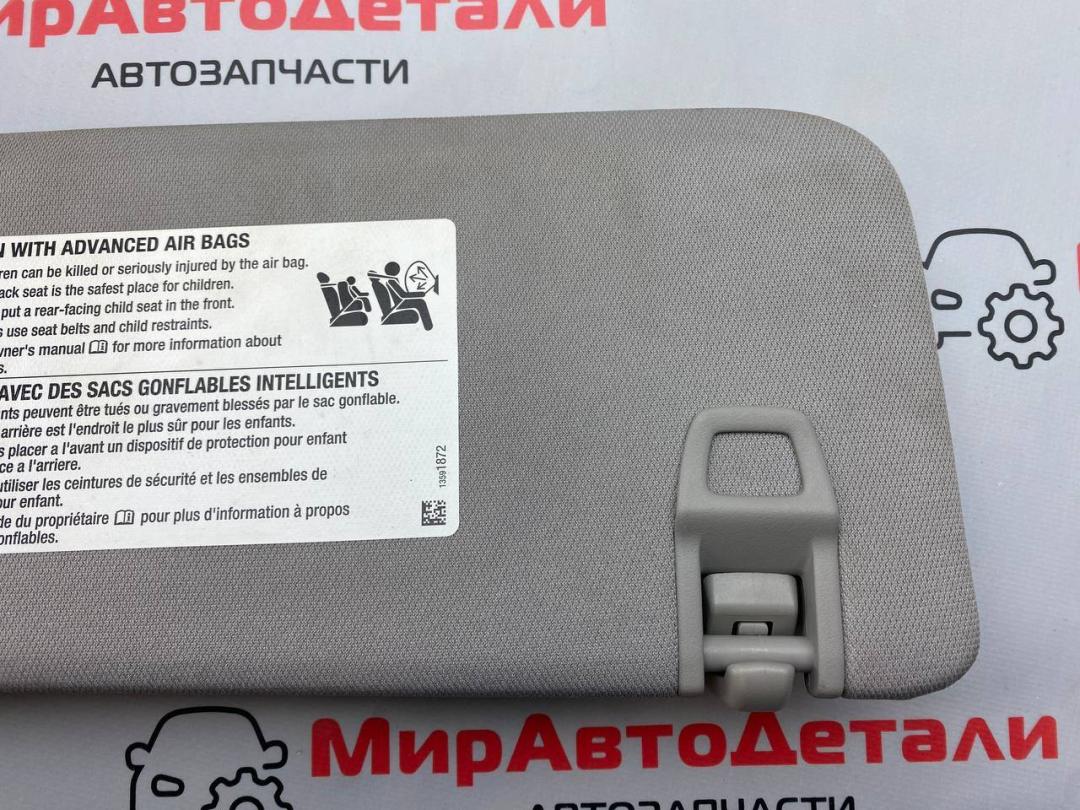 МирАвтоДетали
АВТОЗАПЧАСТИ
WITH ADVANCED AIR BAGS
ren can be killed or seriously injured by the air bag.
ack seat is the safest place for children.
put a rear-facing child seat in the front.
s use seat belts and child restraints.
ner's manual for more information about
s.
AVEC DES SACS GONFLABLES INTELLIGENTS
nts peuvent être tués ou gravement blessés par le sac gonflable.
arrière est l'endroit le plus sûr pour les enfants.
s placer a l'avant un dispositif de protection pour enfant
ce a l'arriere.
utiliser les ceintures de sécurité et les ensembles de
our enfant.
de du propriétaire pour plus d'information à propos
onflables.
13591872
МирАвтоДетали
АВТОЗАПЧАСТИ